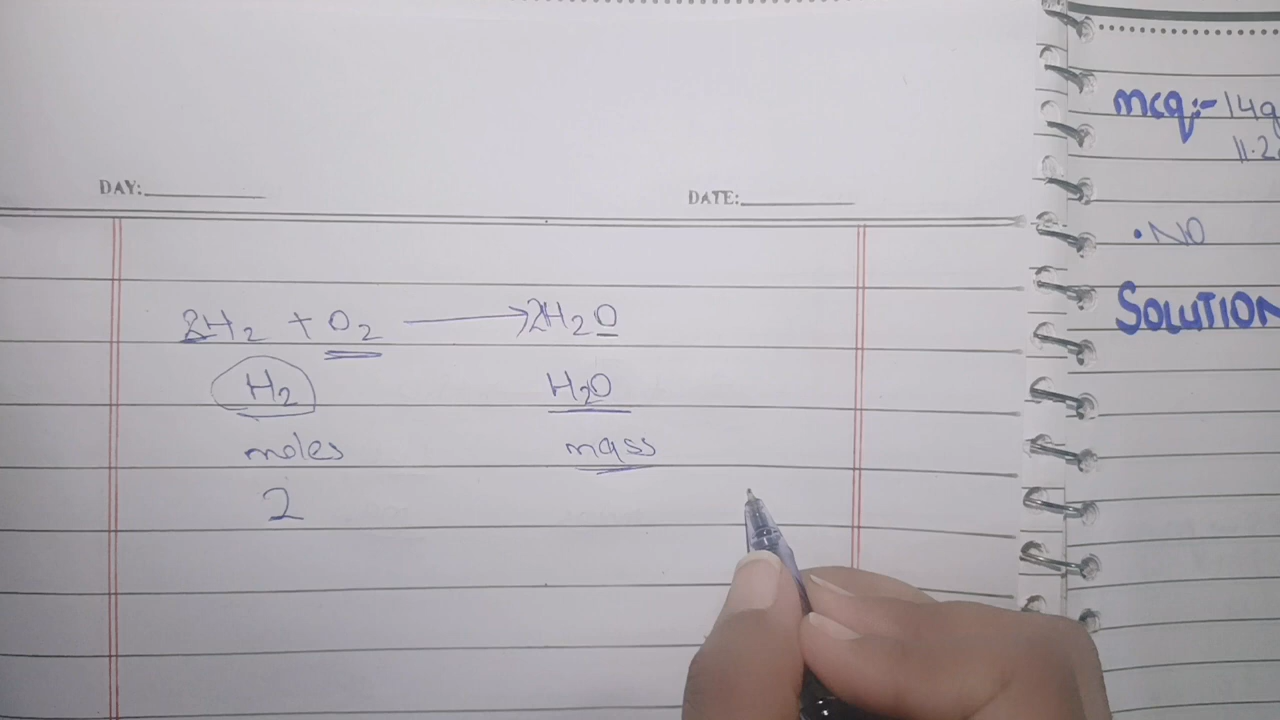 DAY:
DATE:
2H2 + O2 → 2H2O
H2 H2O
moles mass
2
mcq:- 14g
11.2
• NO
SOLUTION